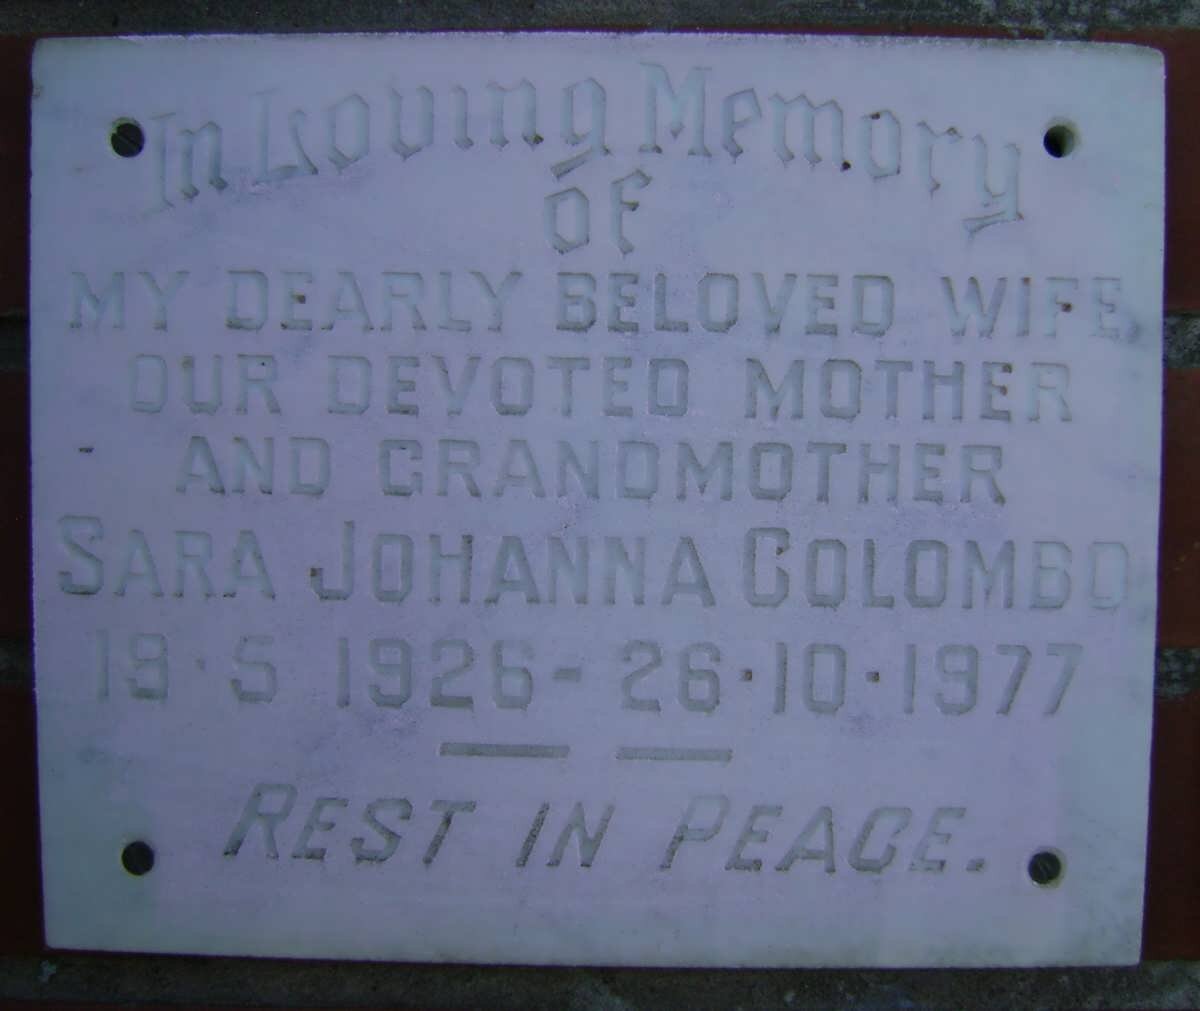 In Loving Memory
of
MY DEARLY BELOVED WIFE,
OUR DEVOTED MOTHER
AND GRANDMOTHER
SARA JOHANNA COLOMBO
19·5 1926 - 26·10·1977
REST IN PEACE.